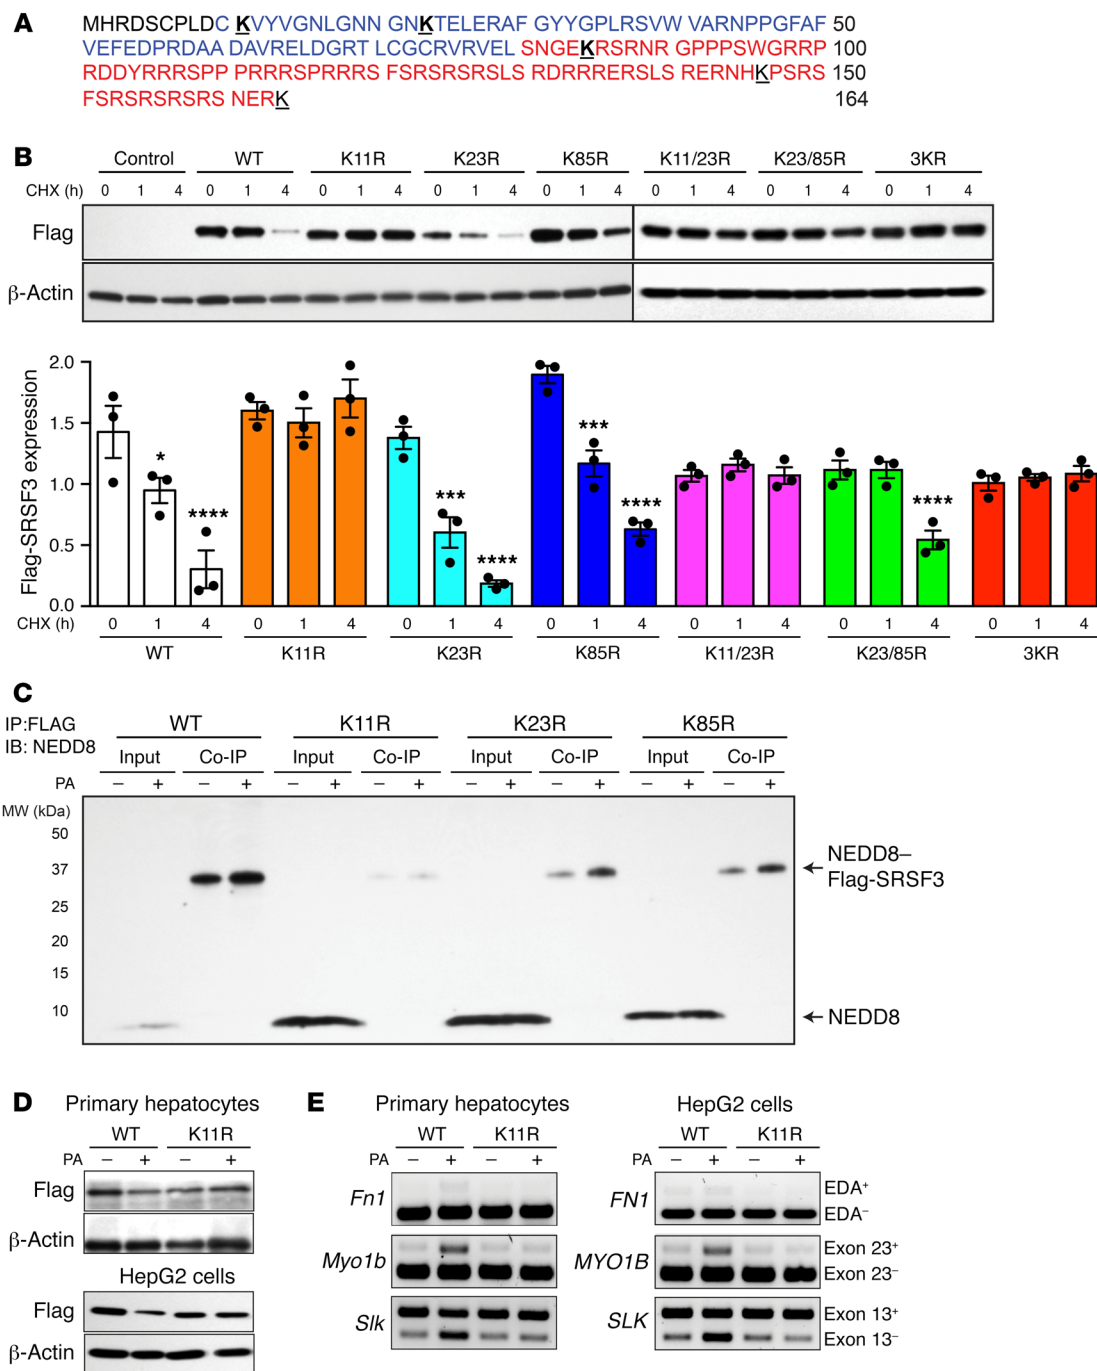 A
MHRDSCPLDC KVYVGNLGNN GNKTELERAF GYYGPLRSVW VARNPPGFAF 50
VEFEDPRDAA DAVRELDGRT LCGCRVRVEL SNGEKRSRNR GPPPSWGRRP 100
RDDYRRRSPP PRRRSPRRRS FSRSRSRSLS RDRRRERSLS RERNHKPSRS 150
FSRSRSRSRS NERK 164
B
Control WT K11R K23R K85R K11/23R K23/85R 3KR
CHX (h) 0 1 4 0 1 4 0 1 4 0 1 4 0 1 4 0 1 4 0 1 4 0 1 4
Flag
β-Actin
Flag-SRSF3 expression
2.0
1.5
1.0
0.5
0.0
* **** *** **** *** **** ****
CHX (h) 0 1 4 0 1 4 0 1 4 0 1 4 0 1 4 0 1 4 0 1 4
WT K11R K23R K85R K11/23R K23/85R 3KR
C
IP:FLAG
IB: NEDD8
WT K11R K23R K85R
Input Co-IP Input Co-IP Input Co-IP Input Co-IP
PA – + – + – + – + – + – + – + – +
MW (kDa)
50
37
25
20
15
10
NEDD8–
Flag-SRSF3
NEDD8
D
Primary hepatocytes
WT K11R
PA – + – +
Flag
β-Actin
HepG2 cells
Flag
β-Actin
E
Primary hepatocytes HepG2 cells
WT K11R WT K11R
PA – + – + PA – + – +
Fn1 FN1 EDA+
EDA–
Myo1b MYO1B Exon 23+
Exon 23–
Slk SLK Exon 13+
Exon 13–